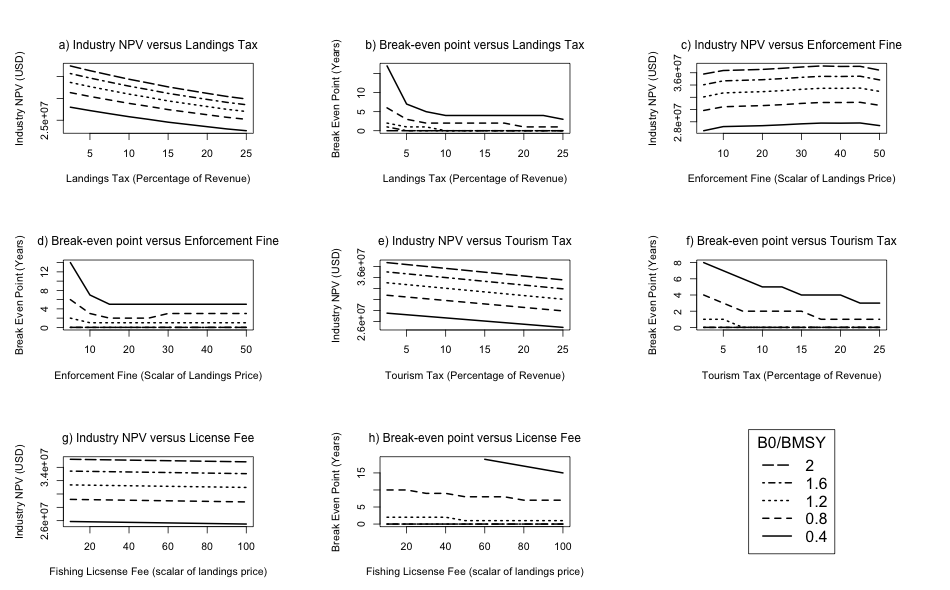 a) Industry NPV versus Landings Tax
Industry NPV (USD)
2.5e+07
5 10 15 20 25
Landings Tax (Percentage of Revenue)
b) Break-even point versus Landings Tax
Break Even Point (Years)
0 5 10
5 10 15 20 25
Landings Tax (Percentage of Revenue)
c) Industry NPV versus Enforcement Fine
Industry NPV (USD)
2.8e+07 3.6e+07
10 20 30 40 50
Enforcement Fine (Scalar of Landings Price)
d) Break-even point versus Enforcement Fine
Break Even Point (Years)
0 4 8 12
10 20 30 40 50
Enforcement Fine (Scalar of Landings Price)
e) Industry NPV versus Tourism Tax
Industry NPV (USD)
2.6e+07 3.6e+07
5 10 15 20 25
Tourism Tax (Percentage of Revenue)
f) Break-even point versus Tourism Tax
Break Even Point (Years)
0 2 4 6 8
5 10 15 20 25
Tourism Tax (Percentage of Revenue)
g) Industry NPV versus License Fee
Industry NPV (USD)
2.6e+07 3.4e+07
20 40 60 80 100
Fishing Licsense Fee (scalar of landings price)
h) Break-even point versus License Fee
Break Even Point (Years)
0 5 15
20 40 60 80 100
Fishing Licsense Fee (scalar of landings price)
B0/BMSY
2
1.6
1.2
0.8
0.4